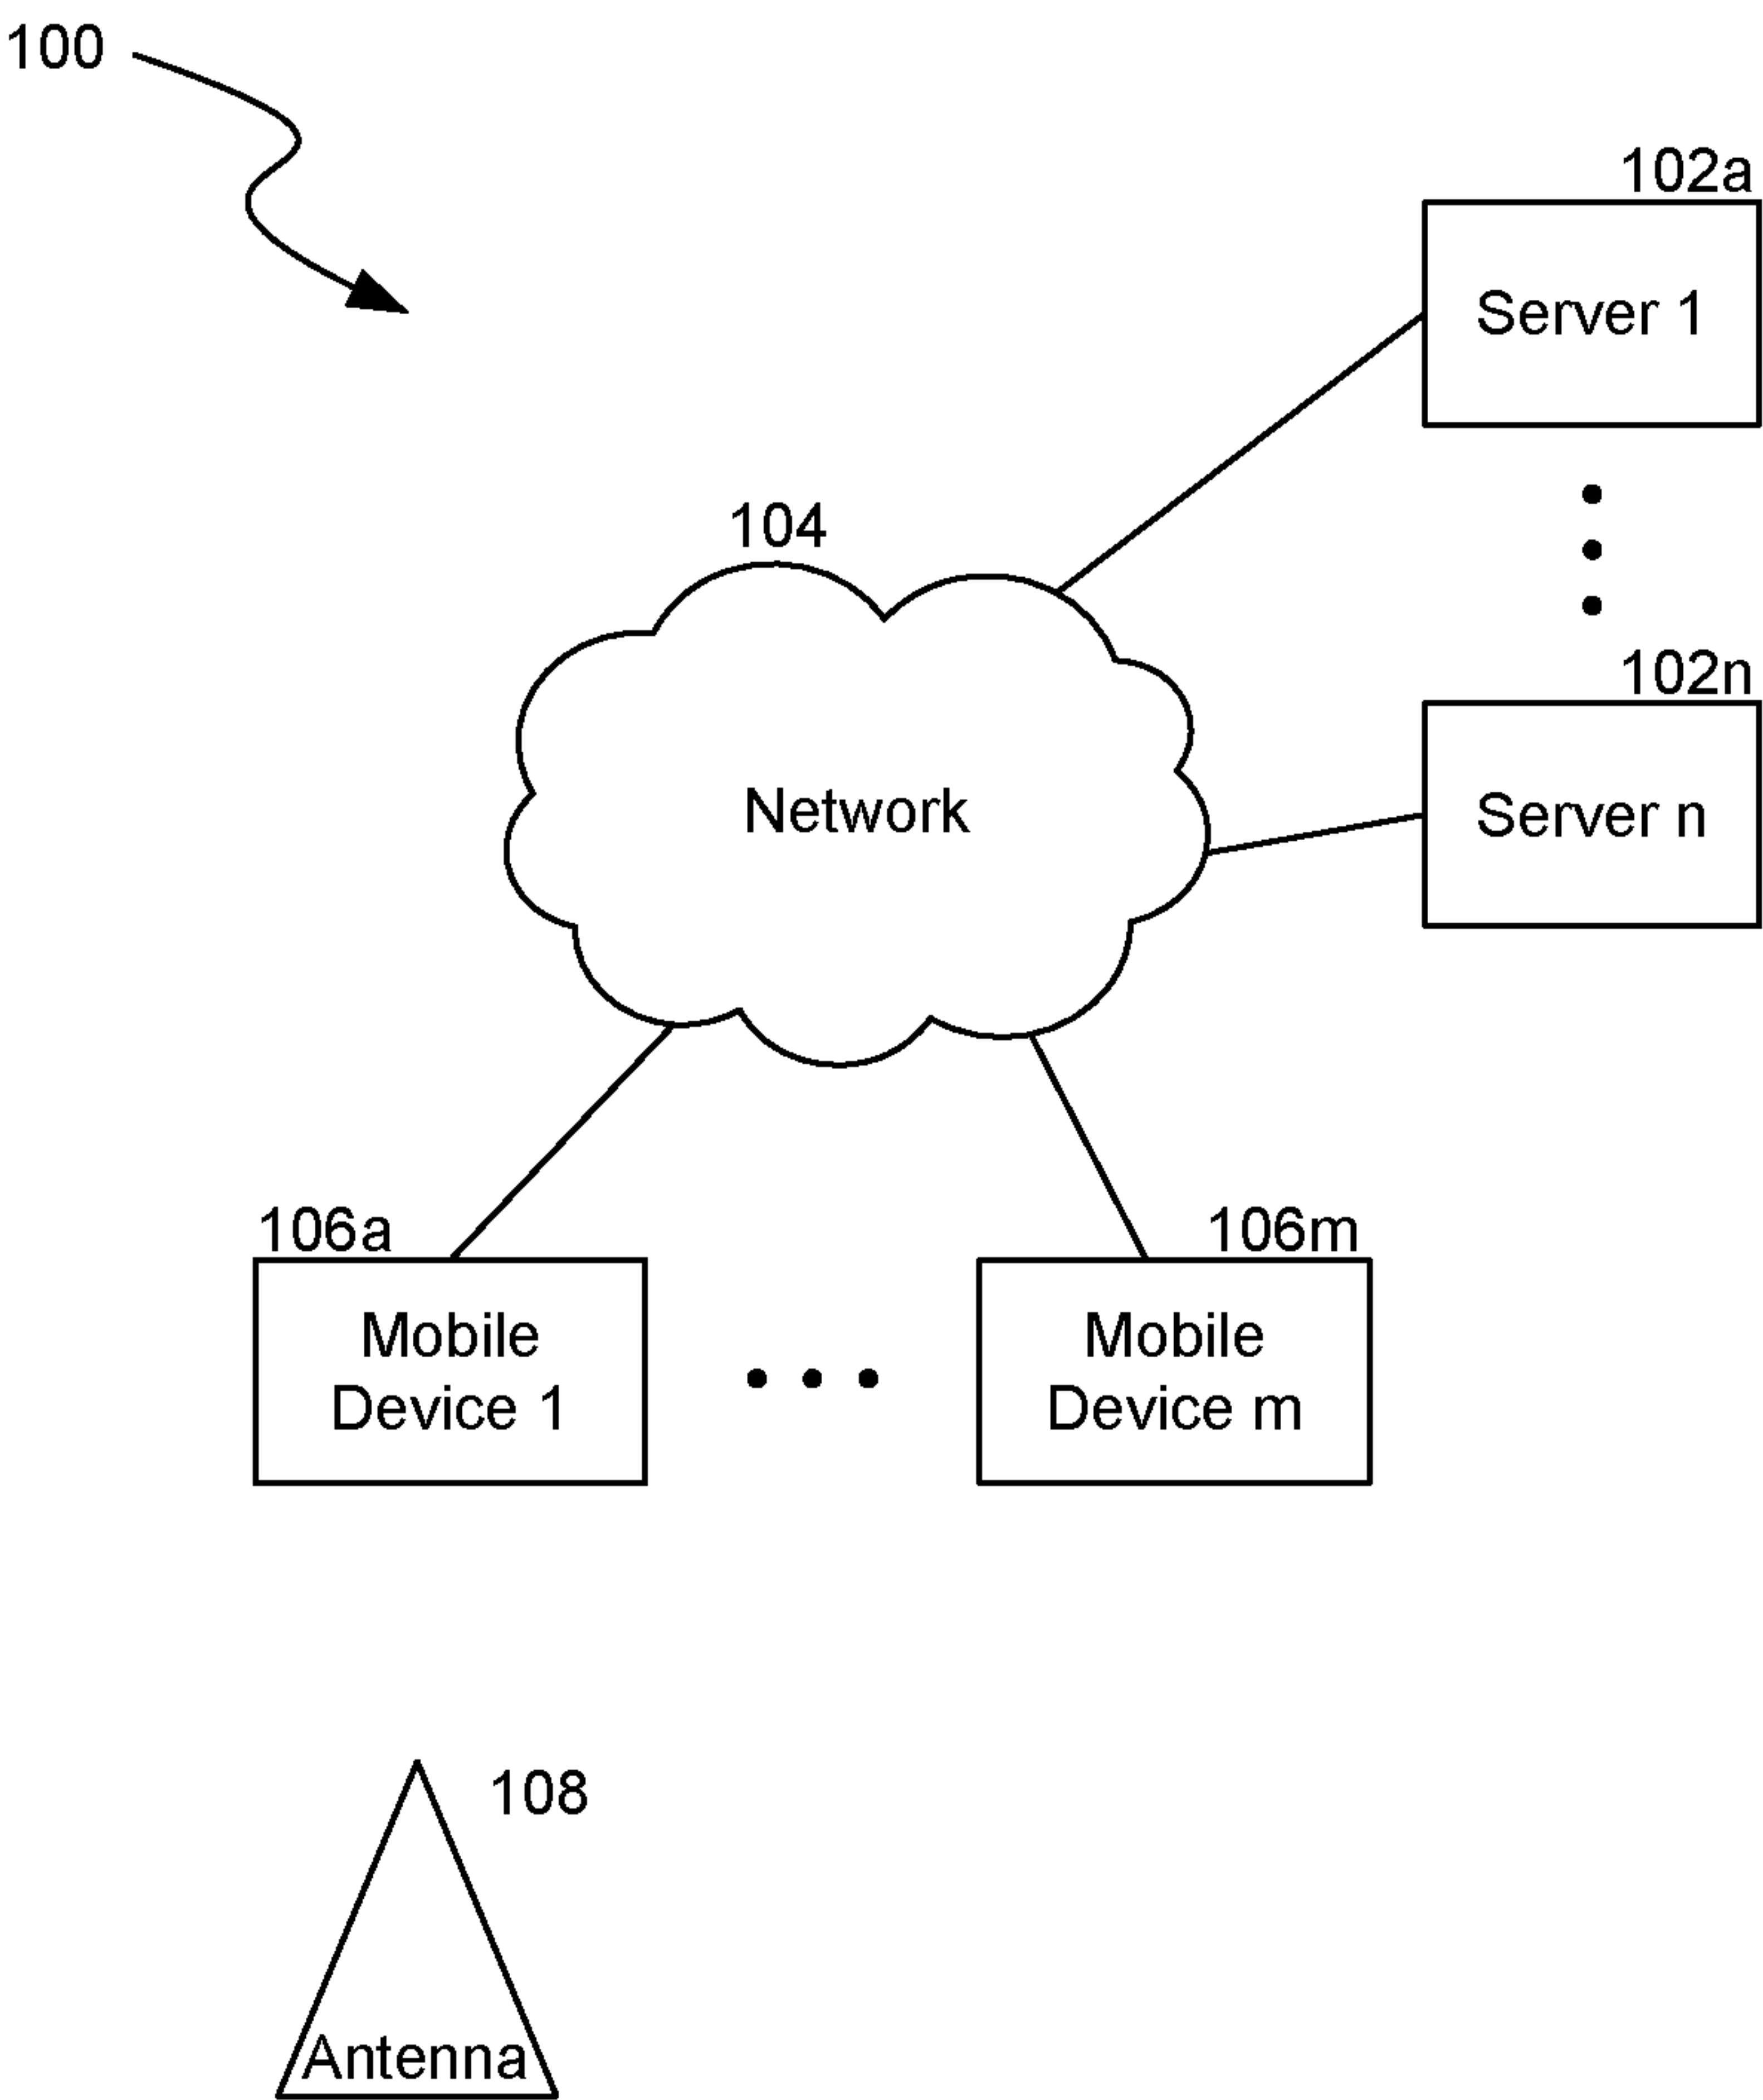 100
102a
Server 1
104
102n
Network
Server n
106a
106m
Mobile
Device 1
Mobile
Device m
108
Antenna